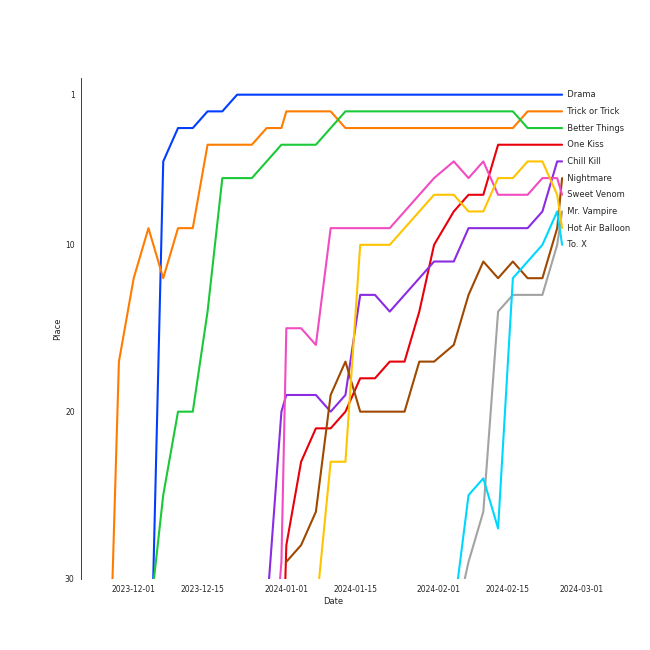 1
Drama
Trick or Trick
Better Things
One Kiss
Chill Kill
Nightmare
Sweet Venom
Mr. Vampire
Hot Air Balloon
To. X
10
Place
20
30
2023-12-01 2023-12-15 2024-01-01 2024-01-15 2024-02-01 2024-02-15 2024-03-01
Date